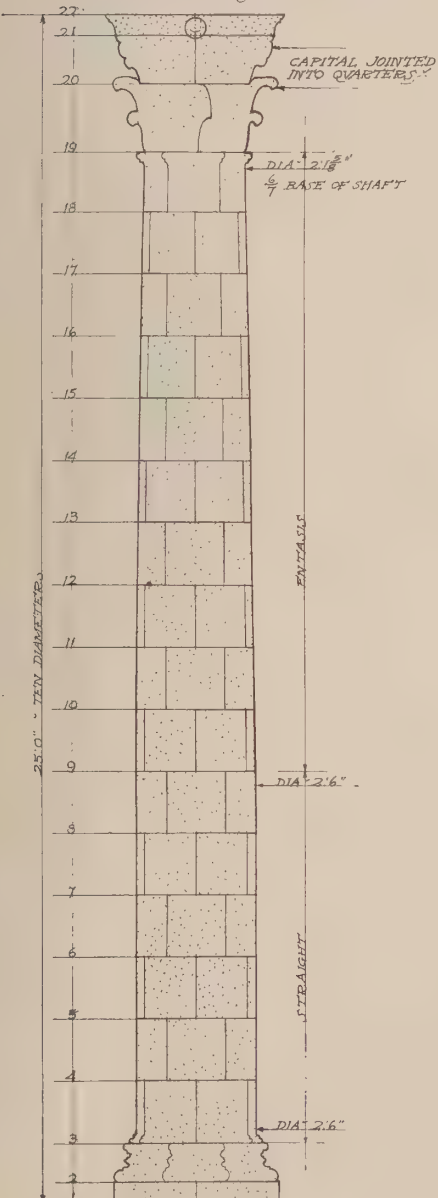 22
21
CAPITAL JOINTED
INTO QUARTERS
20
19
DIA-2'1⅝"
6/7 BASE OF SHAFT
18
17
16
15
14
13
ENTASIS
12
11
25'0" - TEN DIAMETERS
10
9
DIA-2'6"
8
7
6
STRAIGHT
5
4
DIA-2'6"
3
2